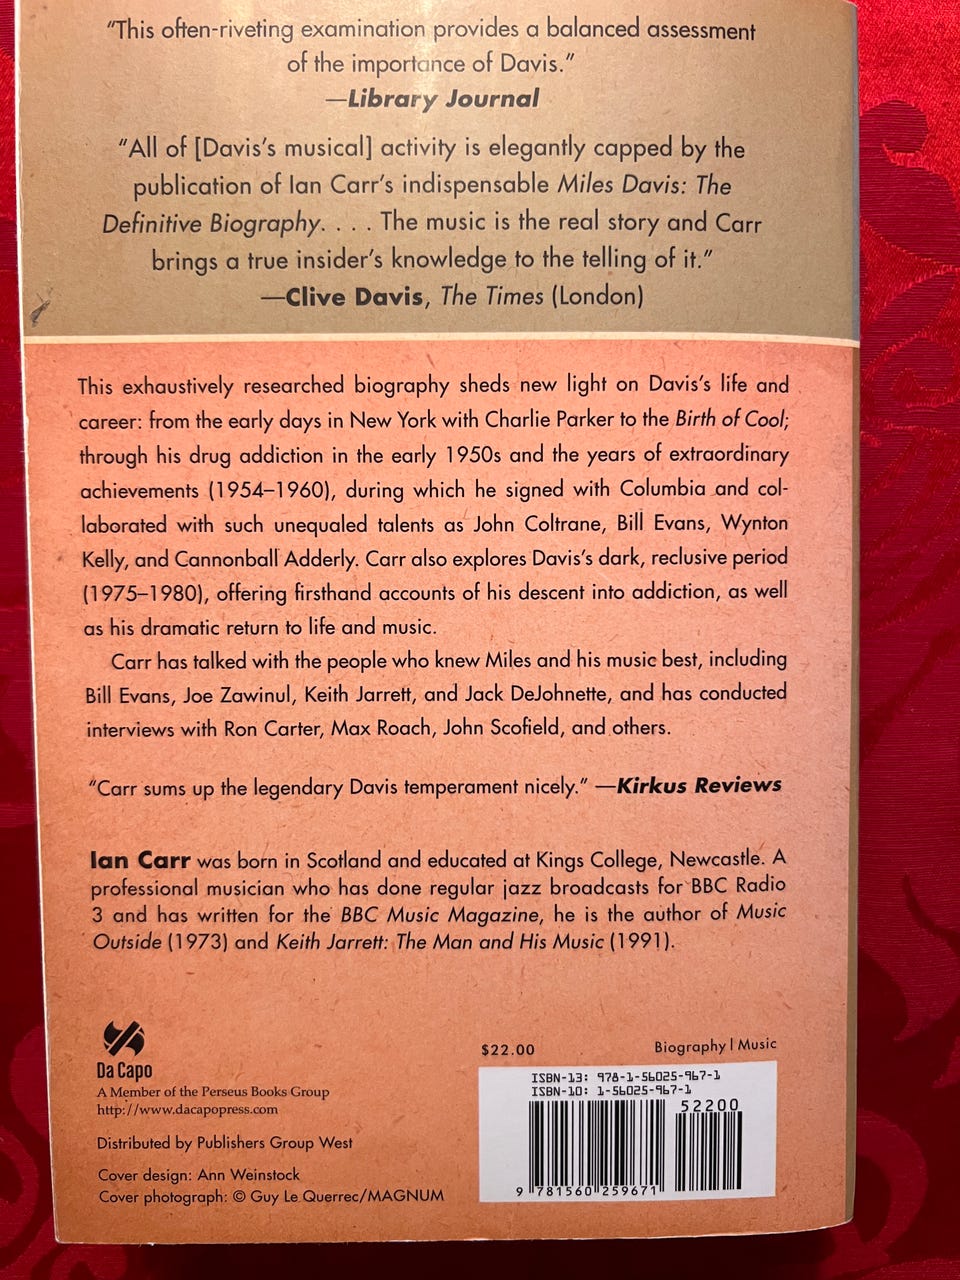 “This often-riveting examination provides a balanced assessment
of the importance of Davis.”
—Library Journal
“All of [Davis’s musical] activity is elegantly capped by the
publication of Ian Carr’s indispensable Miles Davis: The
Definitive Biography. . . . The music is the real story and Carr
brings a true insider’s knowledge to the telling of it.”
—Clive Davis, The Times (London)
This exhaustively researched biography sheds new light on Davis’s life and
career: from the early days in New York with Charlie Parker to the Birth of Cool;
through his drug addiction in the early 1950s and the years of extraordinary
achievements (1954–1960), during which he signed with Columbia and col-
laborated with such unequaled talents as John Coltrane, Bill Evans, Wynton
Kelly, and Cannonball Adderly. Carr also explores Davis’s dark, reclusive period
(1975–1980), offering firsthand accounts of his descent into addiction, as well
as his dramatic return to life and music.
Carr has talked with the people who knew Miles and his music best, including
Bill Evans, Joe Zawinul, Keith Jarrett, and Jack DeJohnette, and has conducted
interviews with Ron Carter, Max Roach, John Scofield, and others.
“Carr sums up the legendary Davis temperament nicely.” —Kirkus Reviews
Ian Carr was born in Scotland and educated at Kings College, Newcastle. A
professional musician who has done regular jazz broadcasts for BBC Radio
3 and has written for the BBC Music Magazine, he is the author of Music
Outside (1973) and Keith Jarrett: The Man and His Music (1991).
Da Capo
A Member of the Perseus Books Group
http://www.dacapopress.com
Distributed by Publishers Group West
Cover design: Ann Weinstock
Cover photograph: © Guy Le Querrec/MAGNUM
$22.00
Biography | Music
ISBN-13: 978-1-56025-967-1
ISBN-10: 1-56025-967-1
52200
9 781560 259671